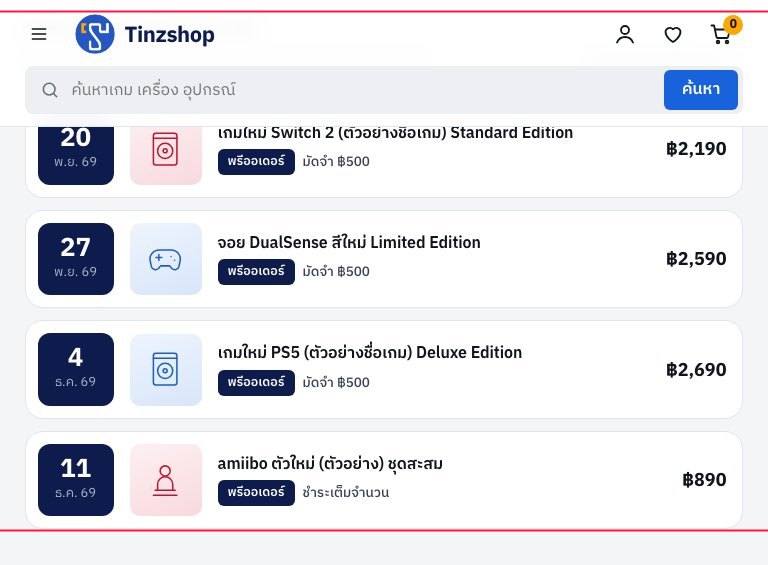 Tinzshop
0
ค้นหาเกม เครื่อง อุปกรณ์
ค้นหา
20
พ.ย. 69
เกมใหม่ Switch 2 (ตัวอย่างชื่อเกม) Standard Edition
พรีออเดอร์ มัดจำ ฿500
฿2,190
27
พ.ย. 69
จอย DualSense สีใหม่ Limited Edition
พรีออเดอร์ มัดจำ ฿500
฿2,590
4
ธ.ค. 69
เกมใหม่ PS5 (ตัวอย่างชื่อเกม) Deluxe Edition
พรีออเดอร์ มัดจำ ฿500
฿2,690
11
ธ.ค. 69
amiibo ตัวใหม่ (ตัวอย่าง) ชุดสะสม
พรีออเดอร์ ชำระเต็มจำนวน
฿890